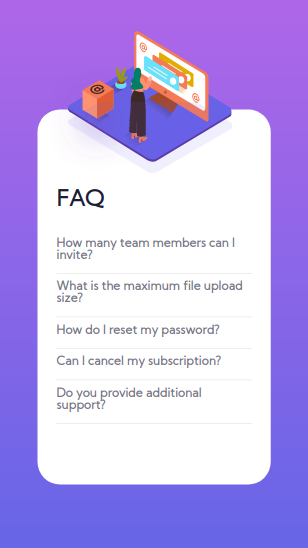 FAQ
How many team members can I
invite?
What is the maximum file upload
size?
How do I reset my password?
Can I cancel my subscription?
Do you provide additional
support?